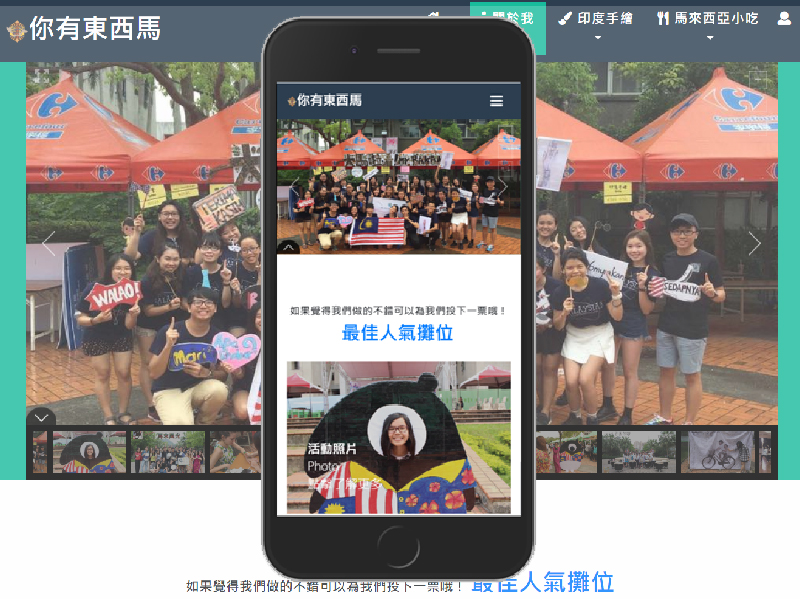 你有東西馬
關於我
印度手繪
馬來西亞小吃
WALAO!
SEDAPNYA
你有東西馬
如果覺得我們做的不錯可以為我們投下一票哦！
最佳人氣攤位
活動照片
Photo
點擊了解更多
如果覺得我們做的不錯可以為我們投下一票哦！ 最佳人氣攤位